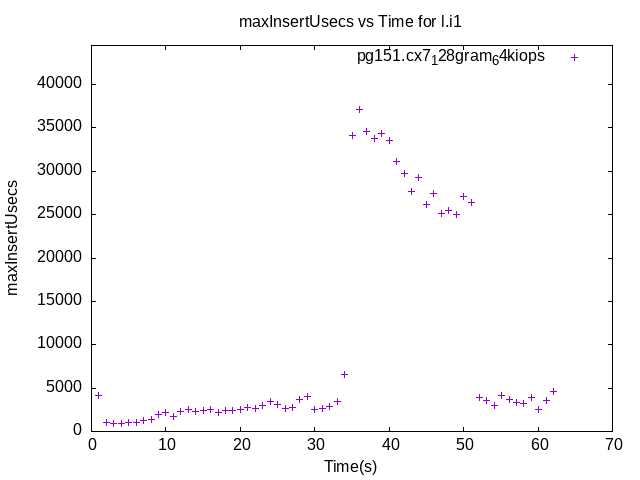 maxInsertUsecs vs Time for l.i1
pg151.cx7128gram64kiops
40000
35000
30000
25000
20000
15000
10000
5000
0
maxInsertUsecs
0 10 20 30 40 50 60 70
Time(s)